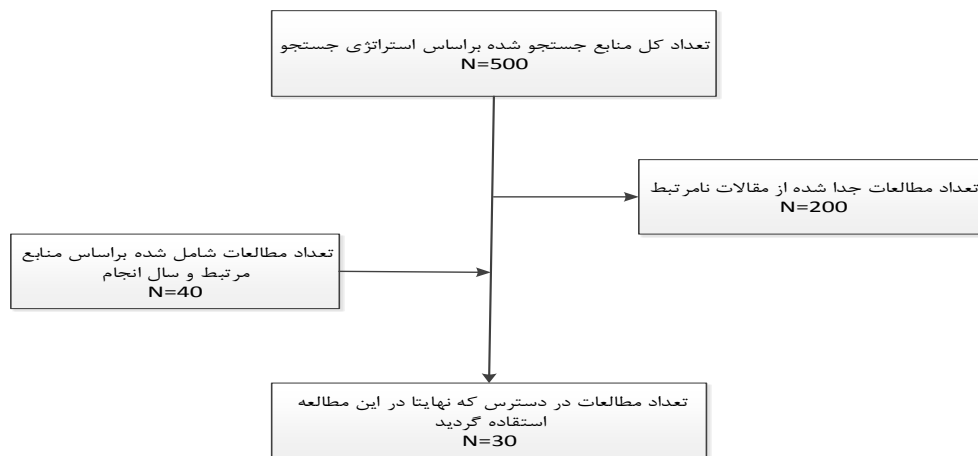 تعداد کل منابع جستجو شده براساس استراتژی جستجو
N=500
تعداد مطالعات جدا شده از مقالات نامرتبط
N=200
تعداد مطالعات شامل شده براساس منابع
مرتبط و سال انجام
N=40
تعداد مطالعات در دسترس که نهایتا در این مطالعه
استقاده گردید
N=30